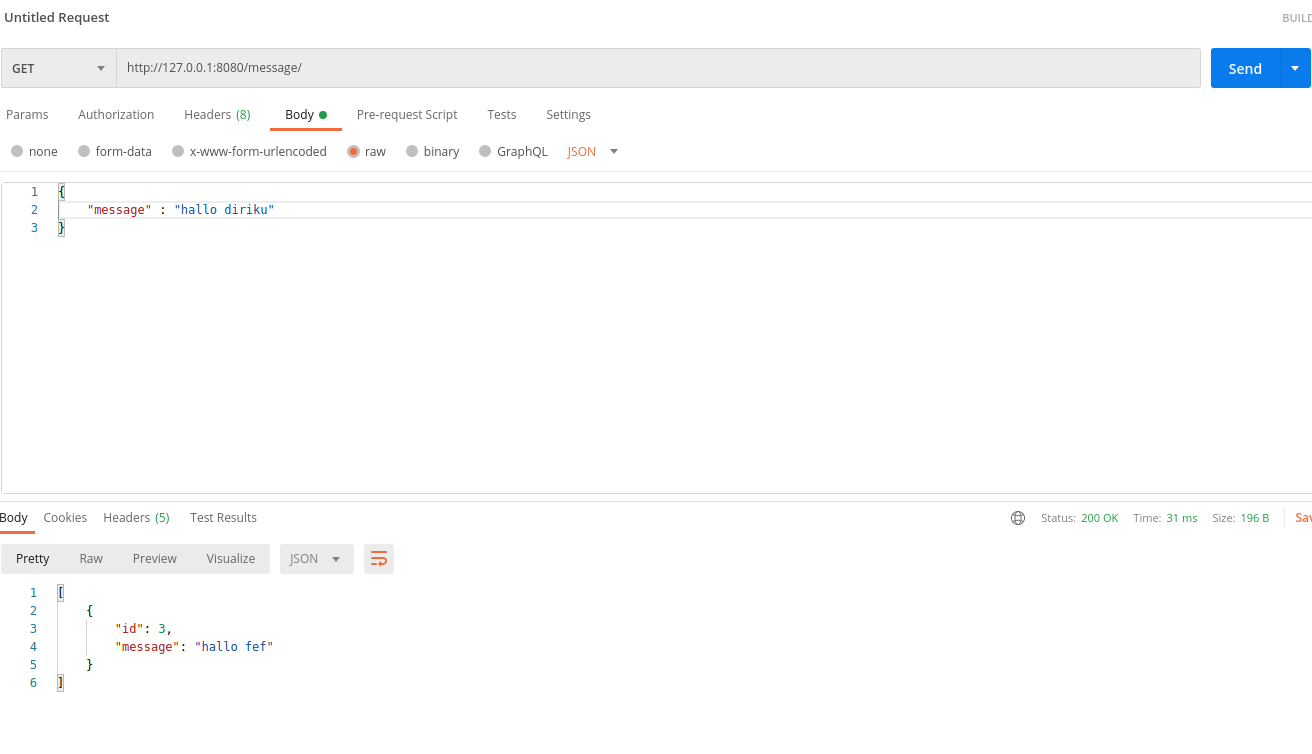 Untitled Request
BUILD
GET http://127.0.0.1:8080/message/ Send
Params Authorization Headers (8) Body Pre-request Script Tests Settings
none form-data x-www-form-urlencoded raw binary GraphQL JSON
1 {
2 "message" : "hallo diriku"
3 }
Body Cookies Headers (5) Test Results Status: 200 OK Time: 31 ms Size: 196 B Sav
Pretty Raw Preview Visualize JSON
1 [
2 {
3 "id": 3,
4 "message": "hallo fef"
5 }
6 ]